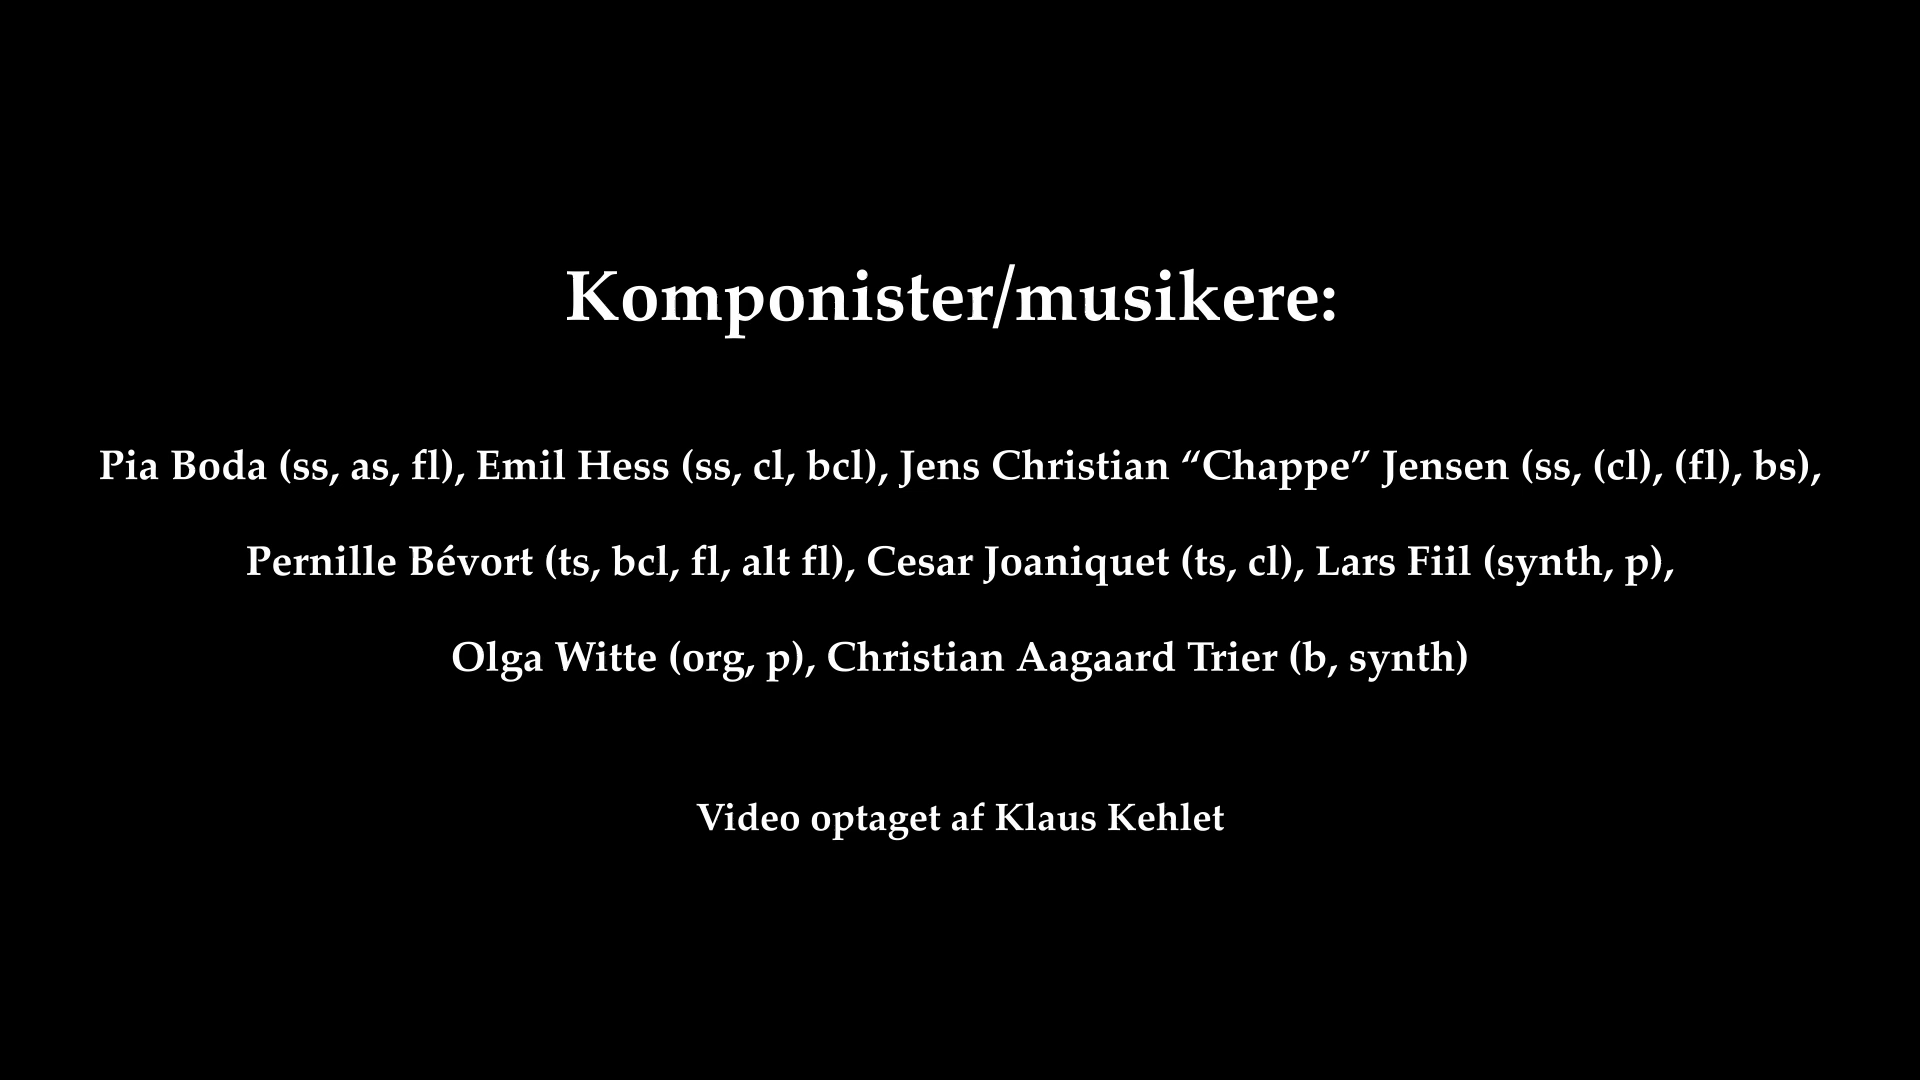 Komponister/musikere:
Pia Boda (ss, as, fl), Emil Hess (ss, cl, bcl), Jens Christian “Chappe” Jensen (ss, (cl), (fl), bs),
Pernille Bévort (ts, bcl, fl, alt fl), Cesar Joaniquet (ts, cl), Lars Fiil (synth, p),
Olga Witte (org, p), Christian Aagaard Trier (b, synth)
Video optaget af Klaus Kehlet